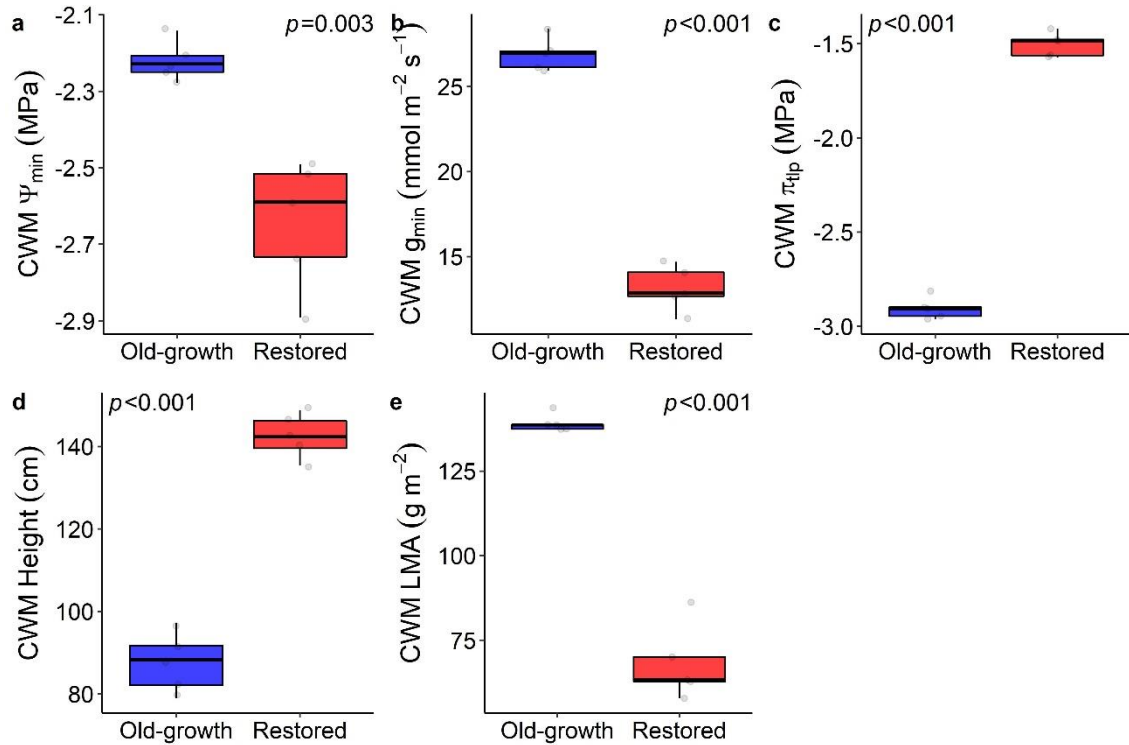 a
p=0.003
CWM Ψmin (MPa)
-2.1
-2.3
-2.5
-2.7
-2.9
Old-growth Restored
b
p<0.001
CWM gmin (mmol m−2 s−1)
25
20
15
Old-growth Restored
c
p<0.001
CWM πtlp (MPa)
-1.5
-2.0
-2.5
-3.0
Old-growth Restored
d
p<0.001
CWM Height (cm)
140
120
100
80
Old-growth Restored
e
p<0.001
CWM LMA (g m−2)
125
100
75
Old-growth Restored